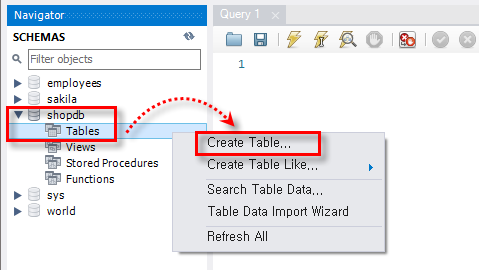 Navigator
SCHEMAS
Filter objects
employees
sakila
shopdb
Tables
Views
Stored Procedures
Functions
sys
world
Query 1
1
Create Table...
Create Table Like...
Search Table Data...
Table Data Import Wizard
Refresh All